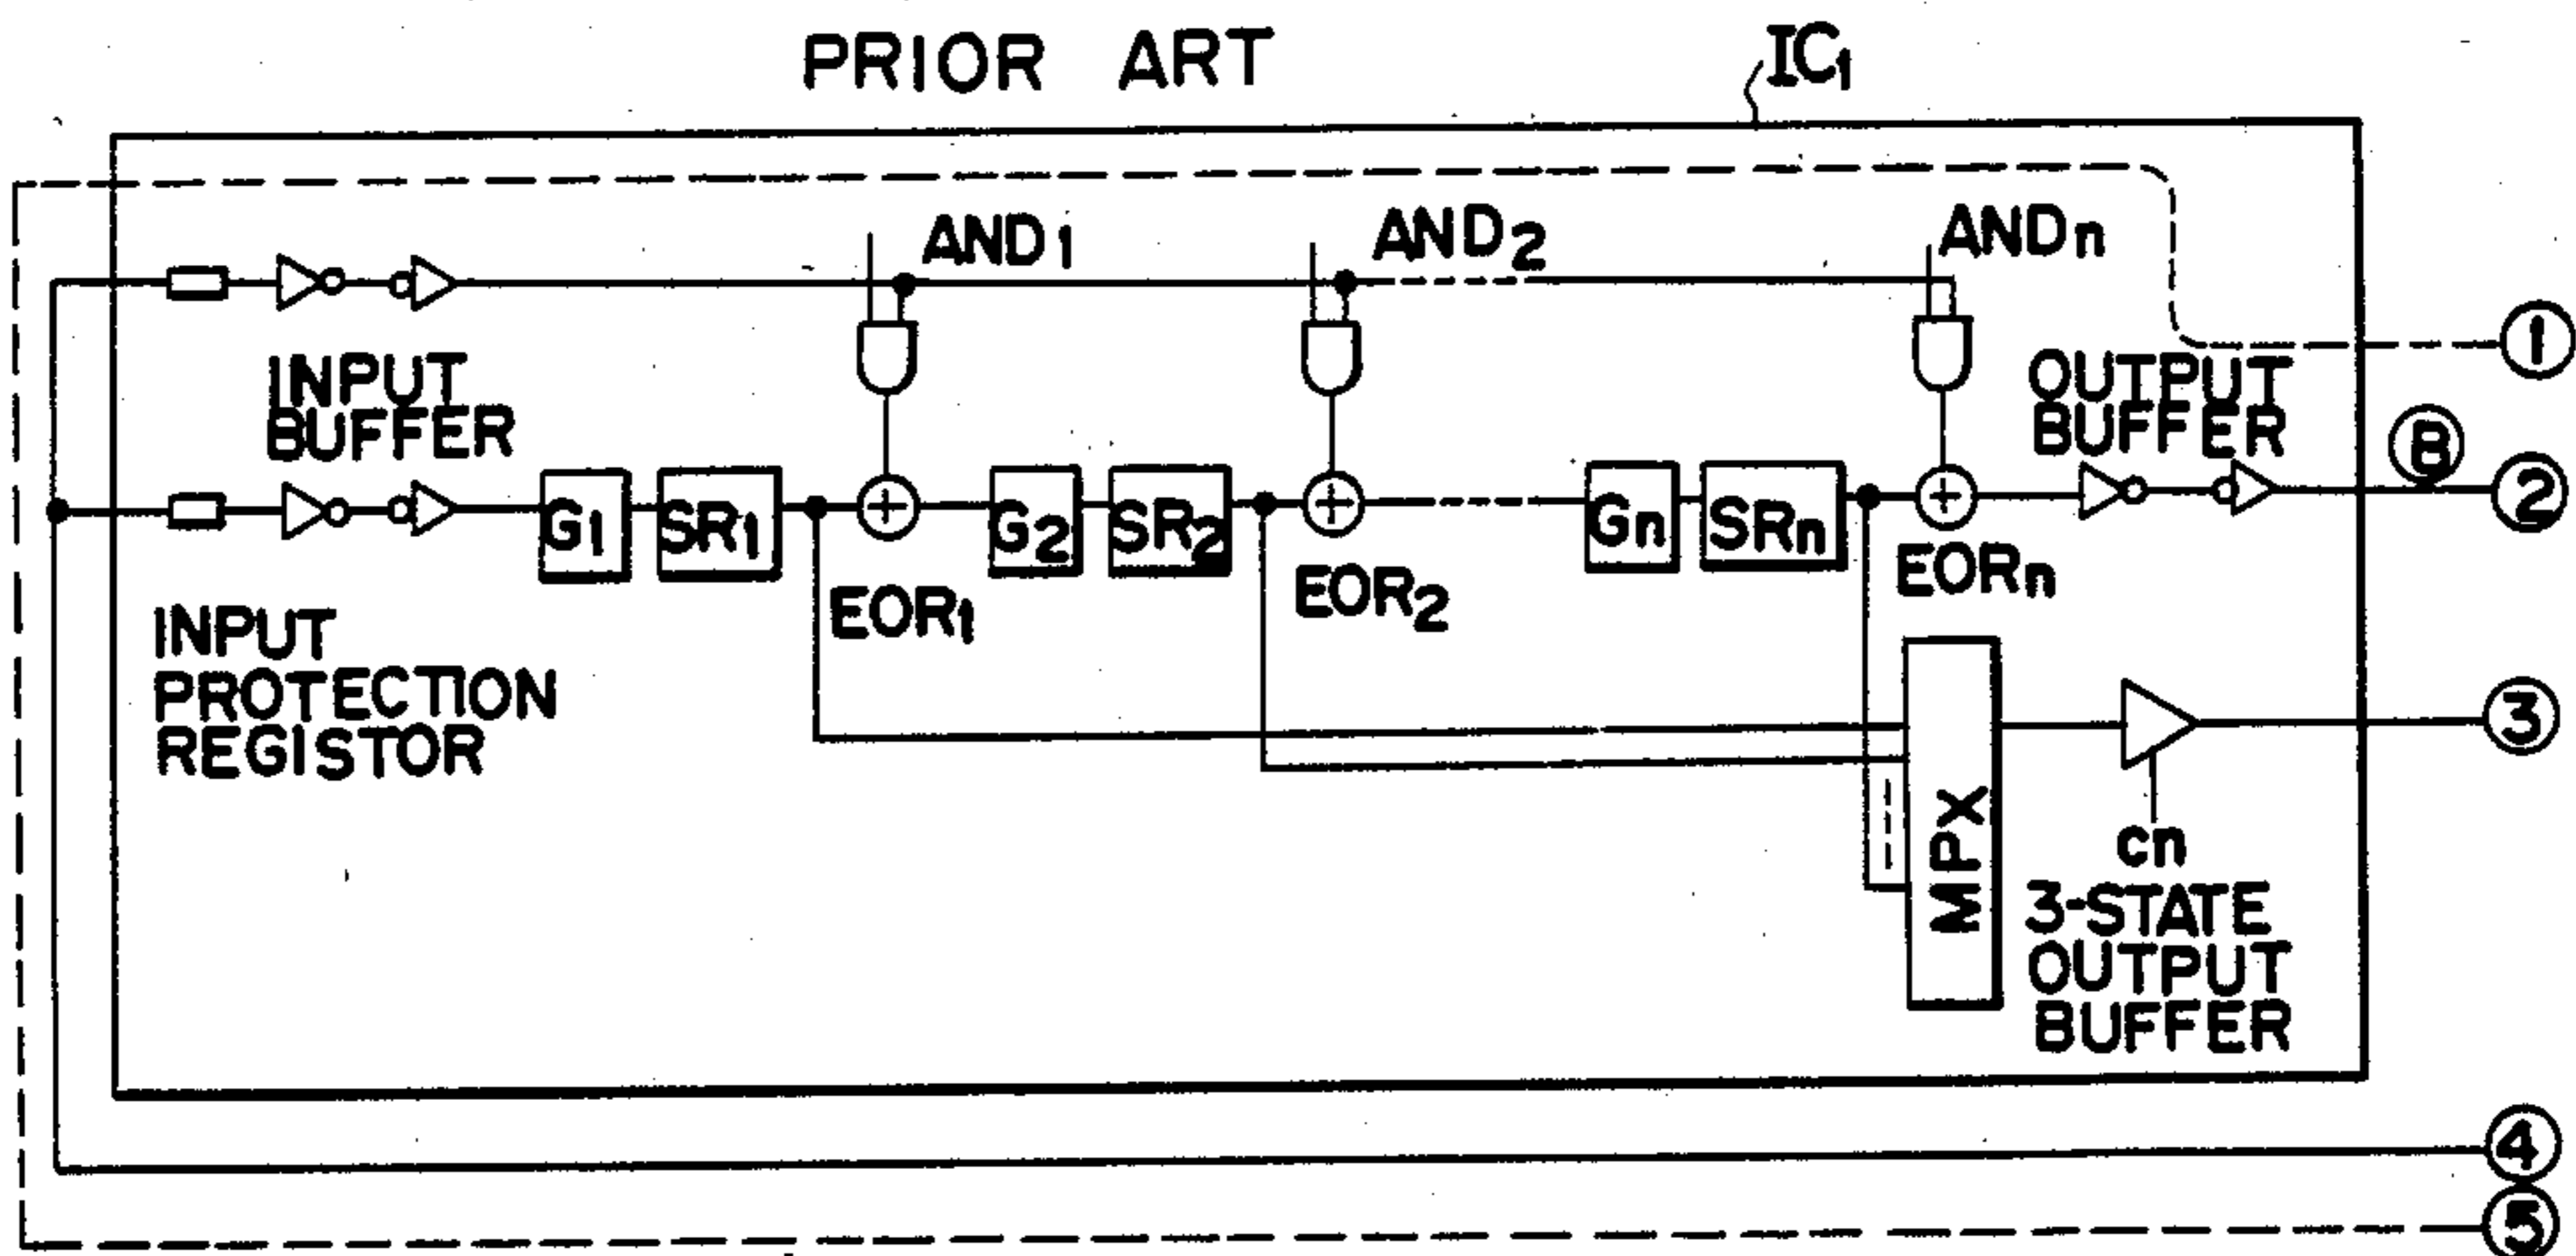 PRIOR ART
IC1
AND1
AND2
ANDn
1
INPUT
BUFFER
OUTPUT
BUFFER
B
2
G1
SR1
G2
SR2
Gn
SRn
EOR1
EOR2
EORn
INPUT
PROTECTION
REGISTOR
3
MPX
cn
3-STATE
OUTPUT
BUFFER
4
5